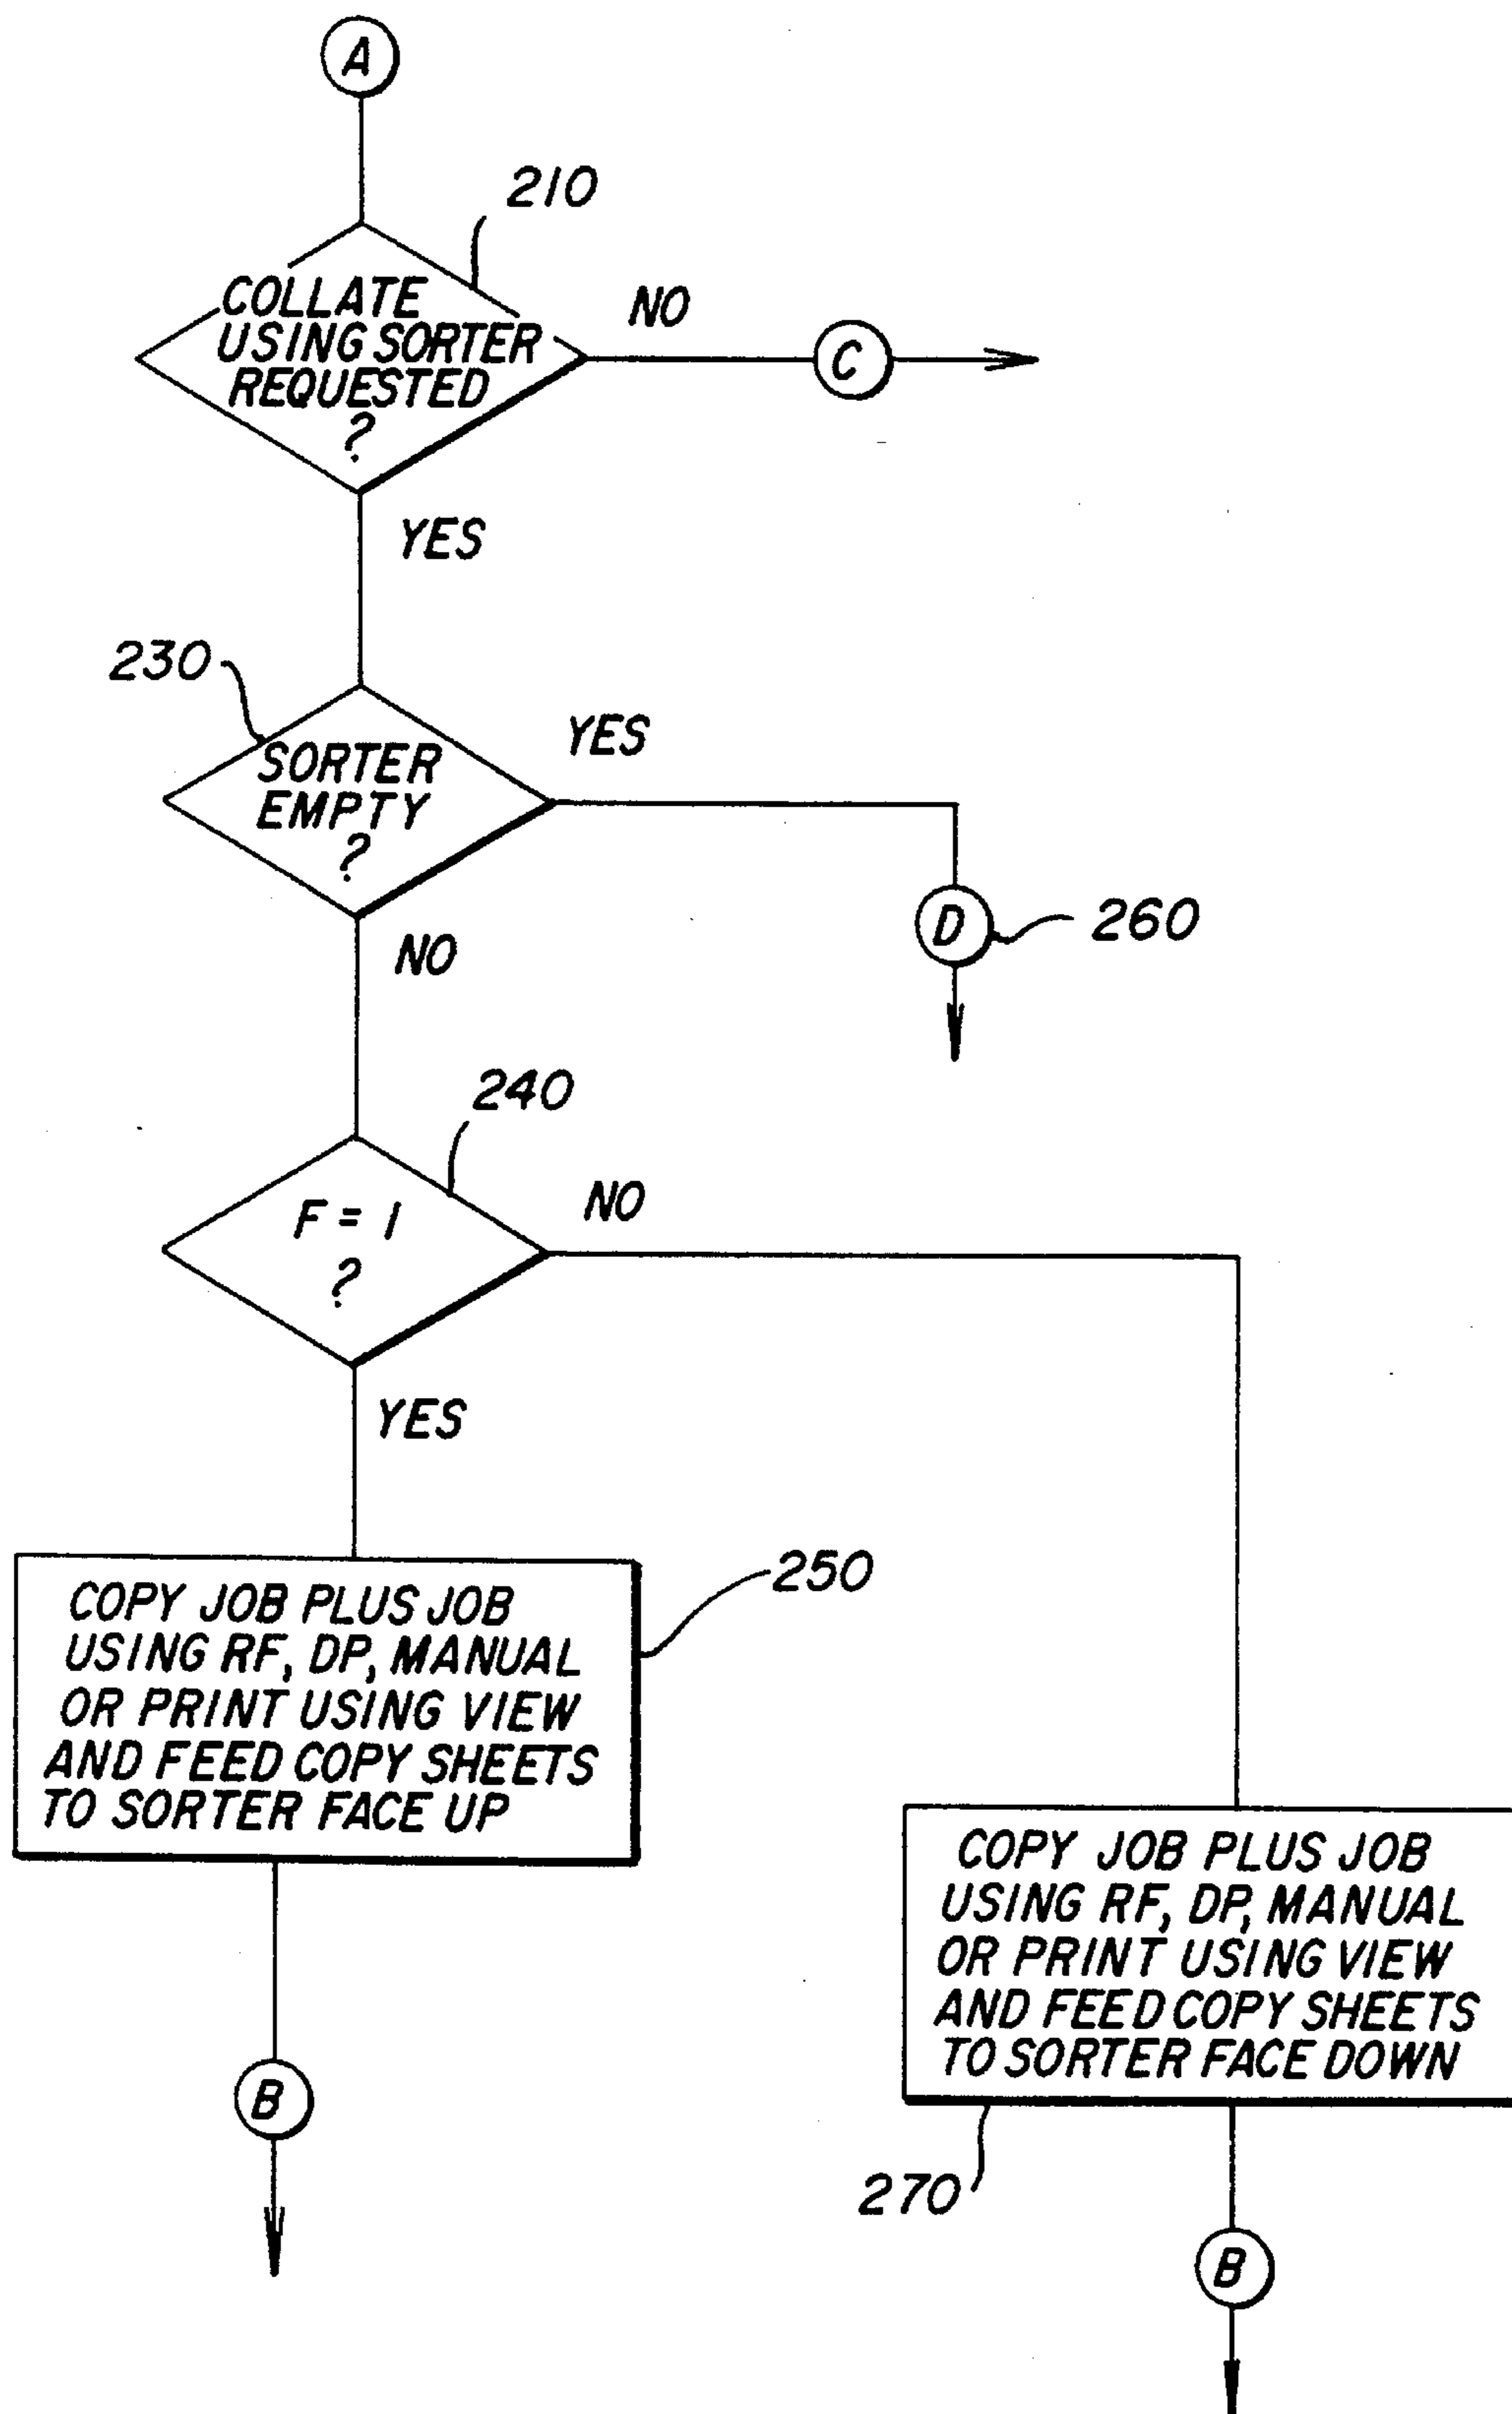 A
210
COLLATE
USING SORTER
REQUESTED
?
NO
C
YES
230
SORTER
EMPTY
?
YES
D
260
NO
240
F = 1
?
NO
YES
250
COPY JOB PLUS JOB
USING RF, DP, MANUAL
OR PRINT USING VIEW
AND FEED COPY SHEETS
TO SORTER FACE UP
B
COPY JOB PLUS JOB
USING RF, DP, MANUAL
OR PRINT USING VIEW
AND FEED COPY SHEETS
TO SORTER FACE DOWN
270
B